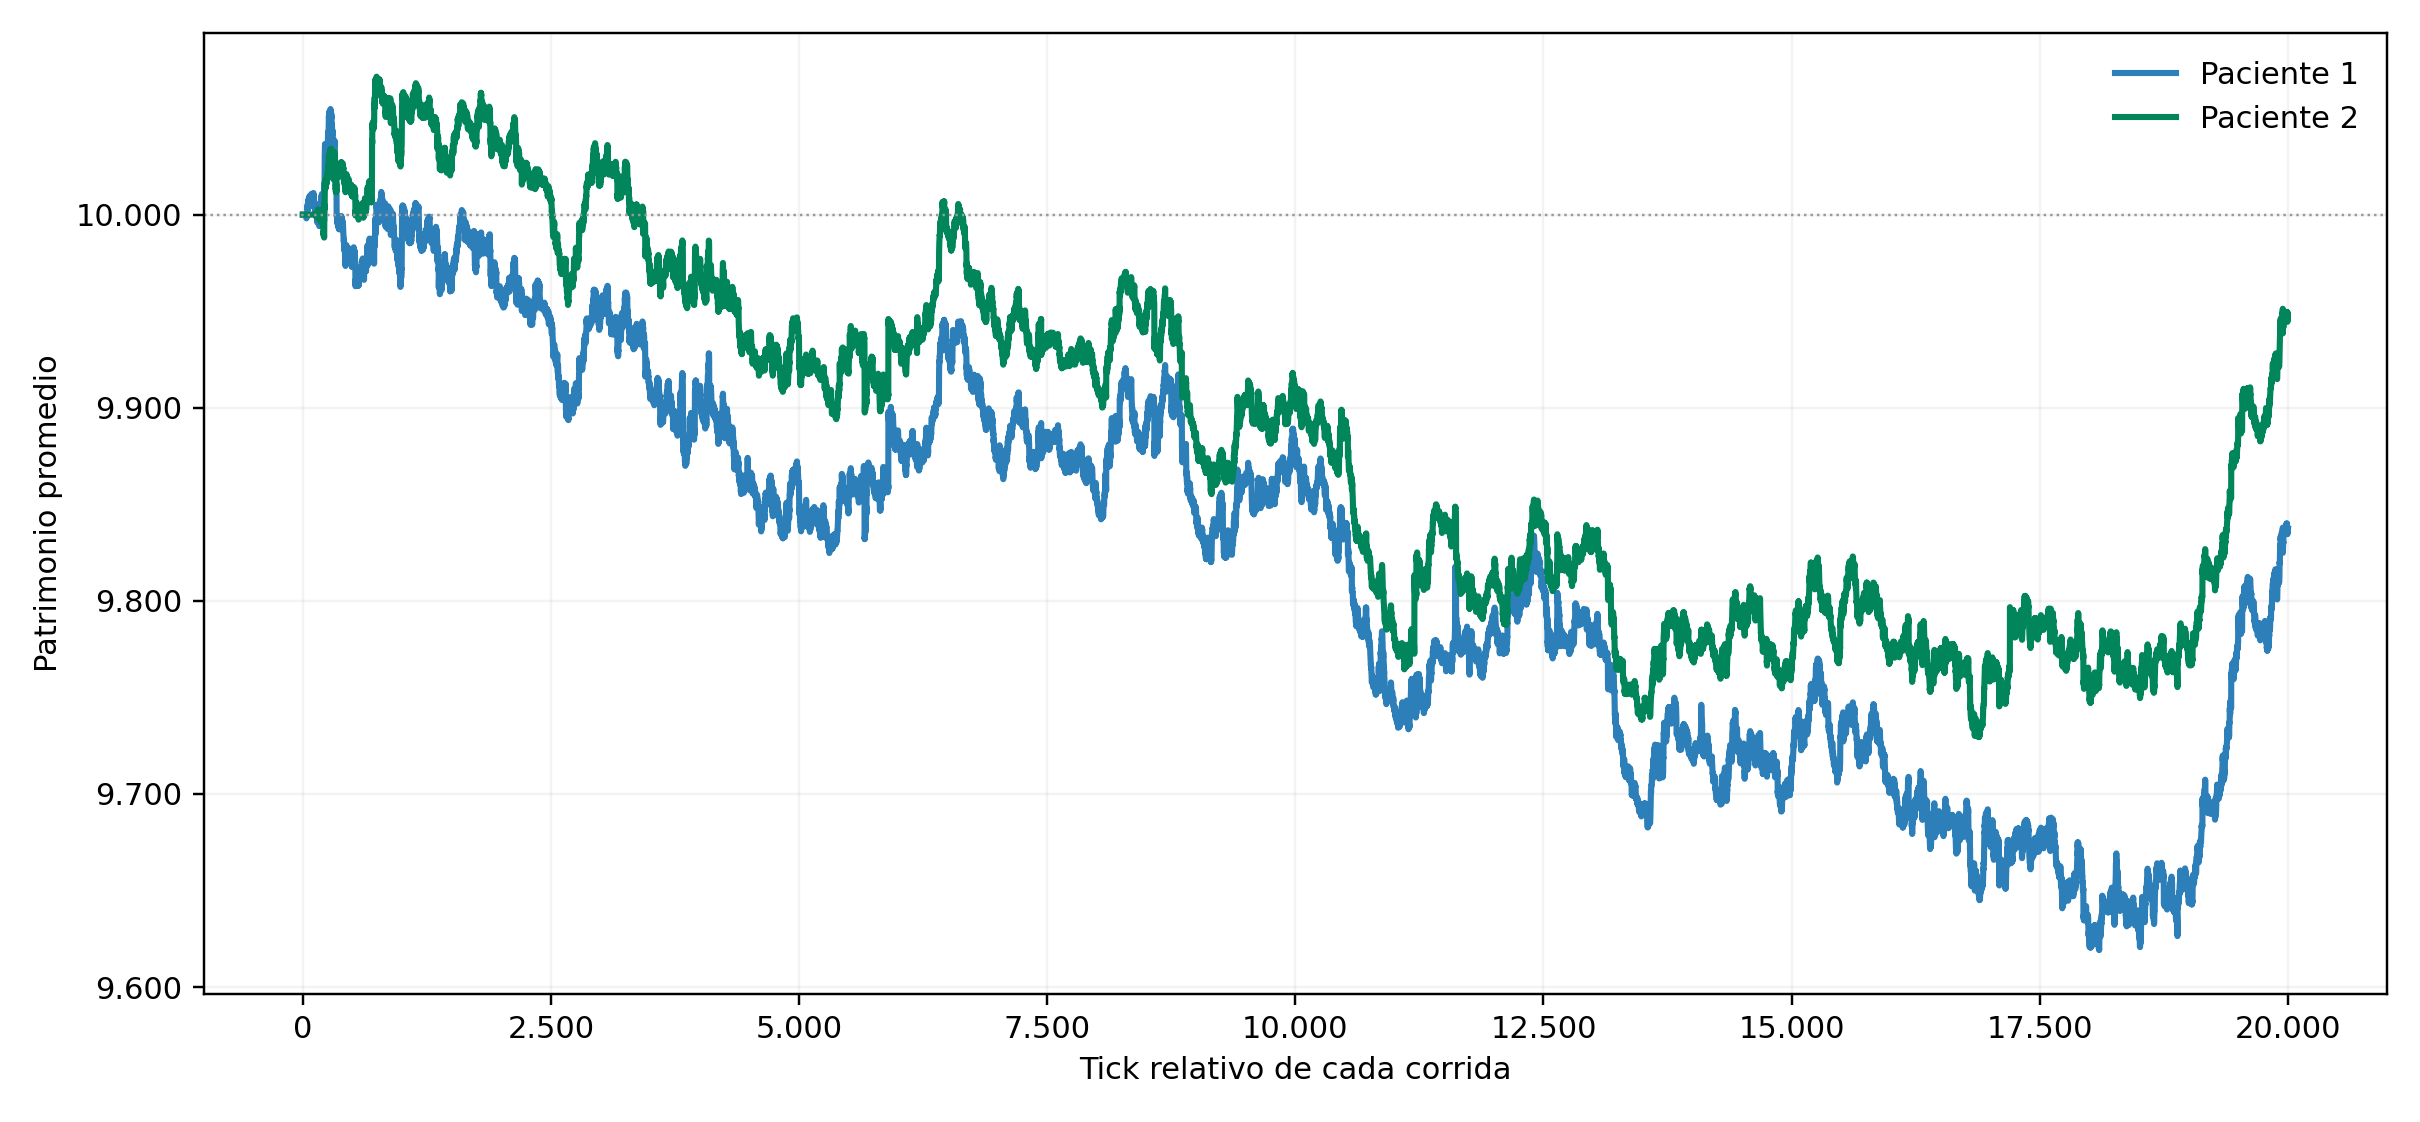 Paciente 1
Paciente 2
Patrimonio promedio
10.000
9.900
9.800
9.700
9.600
0 2.500 5.000 7.500 10.000 12.500 15.000 17.500 20.000
Tick relativo de cada corrida